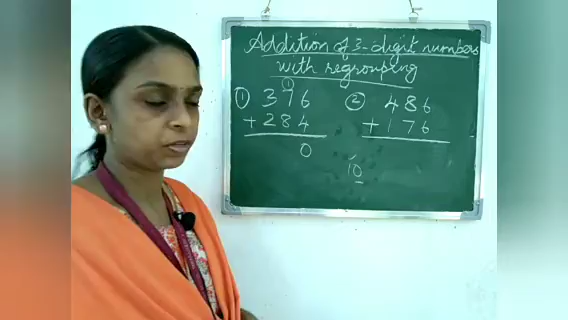 Addition of 3-digit numbers
with regrouping
(1)
① 376 ② 486
+ 284 + 176
0
10